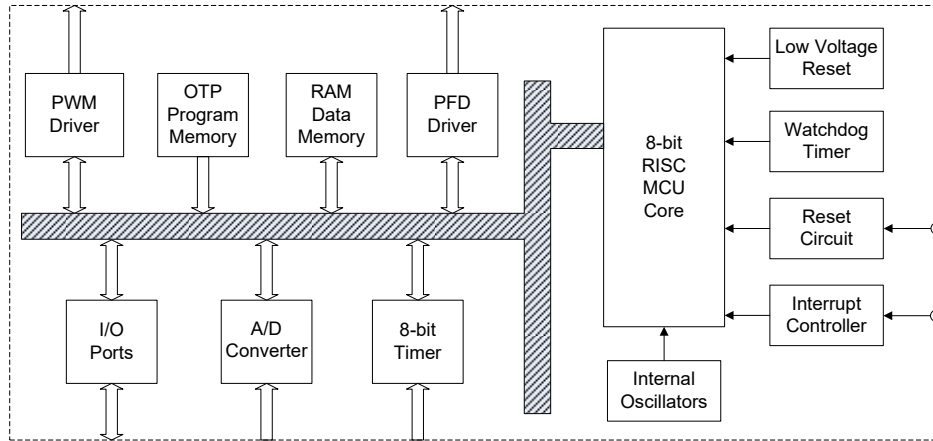 PWM
Driver
OTP
Program
Memory
RAM
Data
Memory
PFD
Driver
8-bit
RISC
MCU
Core
Low Voltage
Reset
Watchdog
Timer
Reset
Circuit
Interrupt
Controller
I/O
Ports
A/D
Converter
8-bit
Timer
Internal
Oscillators